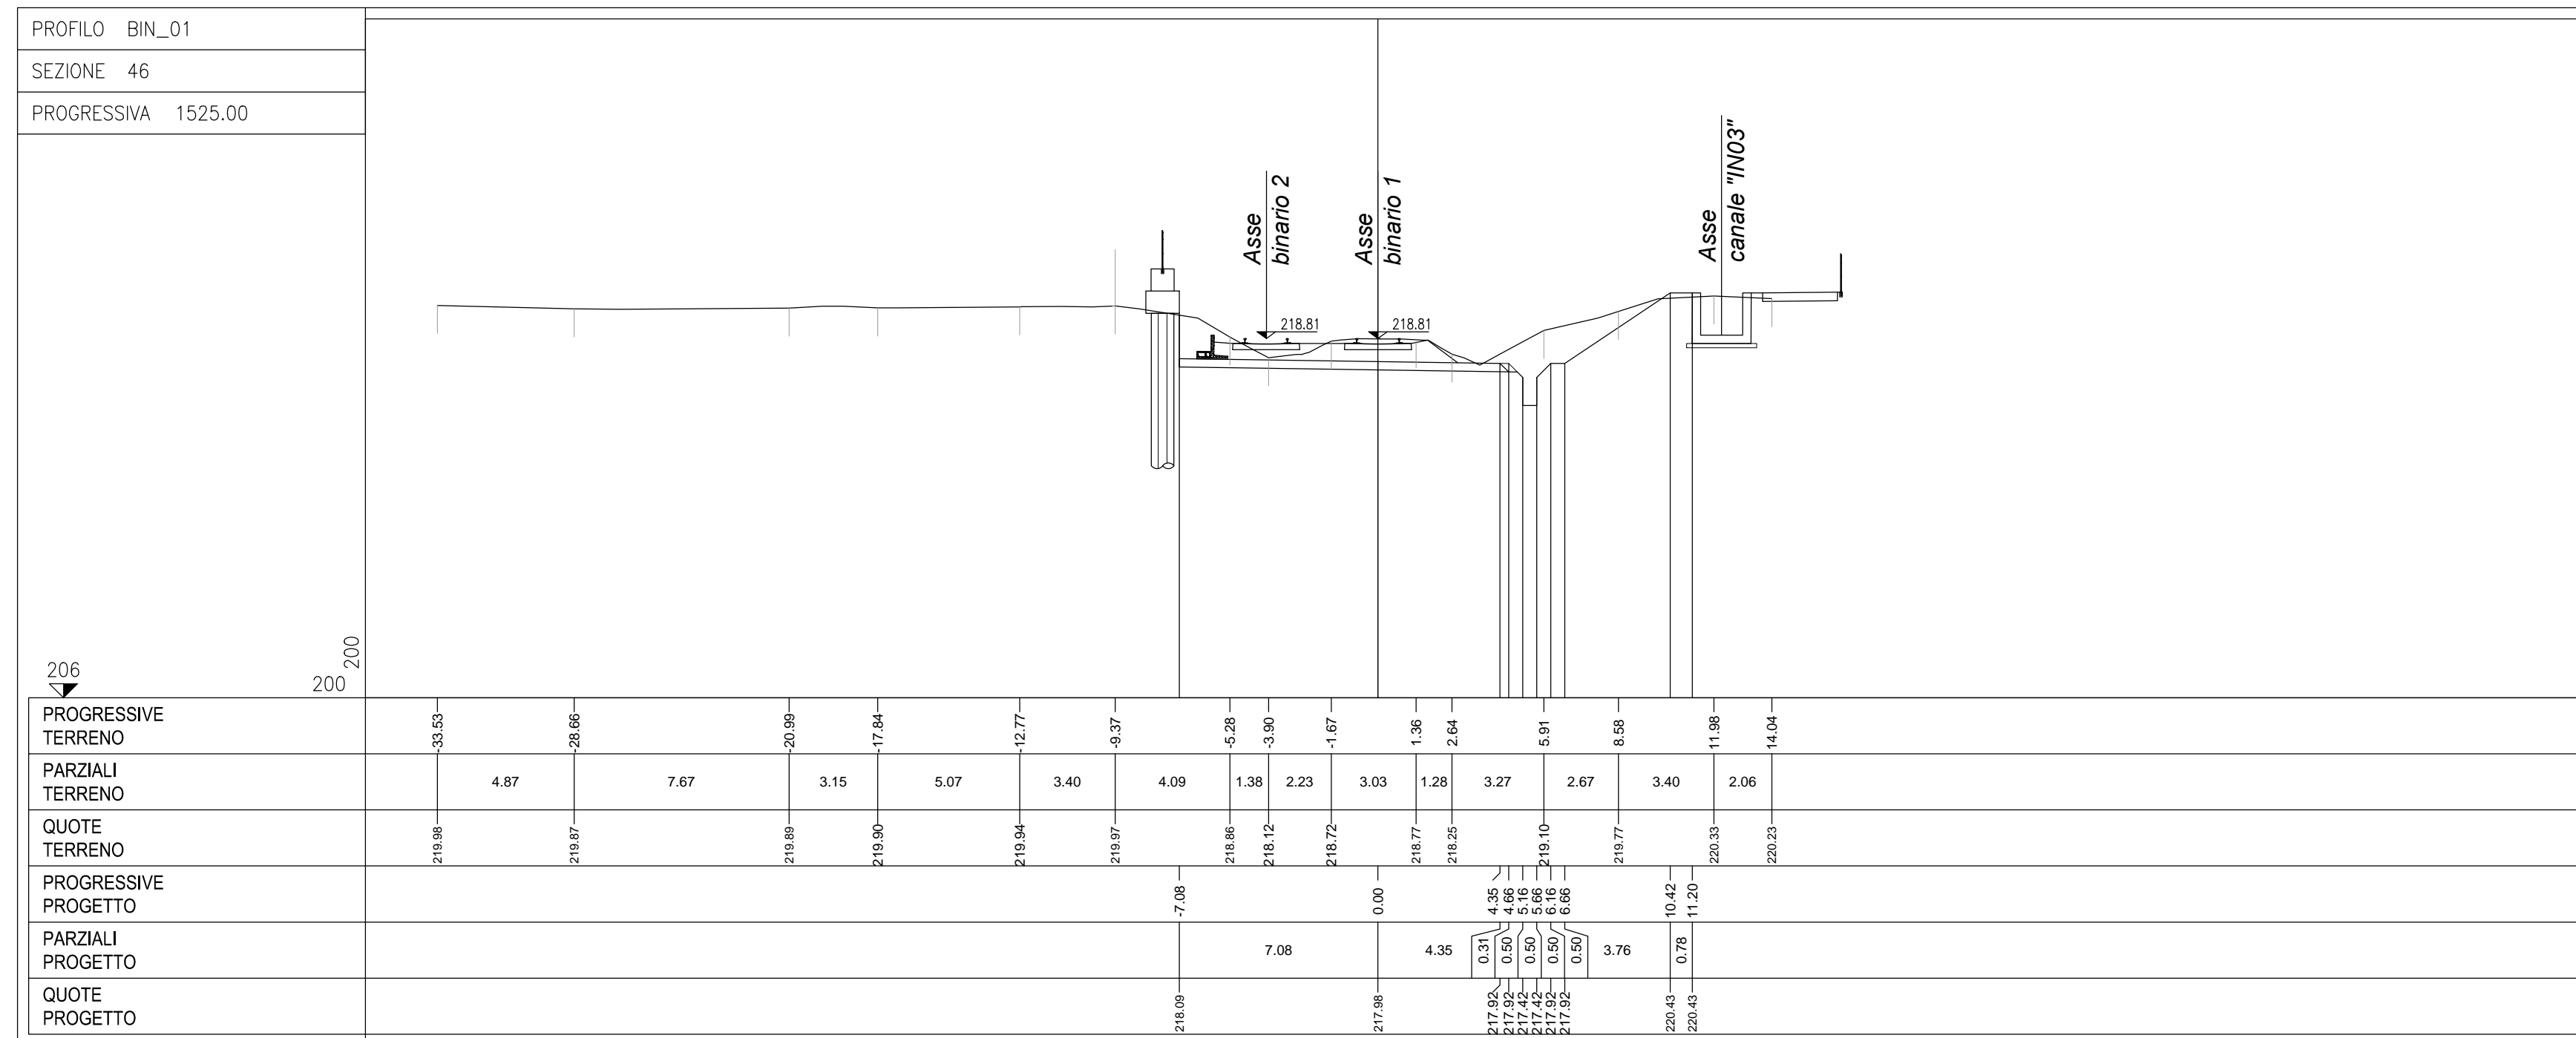 PROFILO BIN_01
SEZIONE 46
PROGRESSIVA 1525.00
Asse
binario 2
Asse
binario 1
Asse
canale "IN03"
218.81
218.81
206
200
200
PROGRESSIVE
TERRENO
-33.53 -28.66 -20.99 -17.84 -12.77 -9.37 -5.28 -3.90 -1.67 1.36 2.64 5.91 8.58 11.98 14.04
PARZIALI
TERRENO
4.87 7.67 3.15 5.07 3.40 4.09 1.38 2.23 3.03 1.28 3.27 2.67 3.40 2.06
QUOTE
TERRENO
219.98 219.87 219.89 219.90 219.94 219.97 218.86 218.12 218.72 218.77 218.25 219.10 219.77 220.33 220.23
PROGRESSIVE
PROGETTO
-7.08 0.00 4.35 4.66 5.16 5.66 6.16 6.66 10.42 11.20
PARZIALI
PROGETTO
7.08 4.35 0.31 0.50 0.50 0.50 0.50 3.76 0.78
QUOTE
PROGETTO
218.09 217.98 217.92 217.92 217.42 217.42 217.92 217.92 220.43 220.43